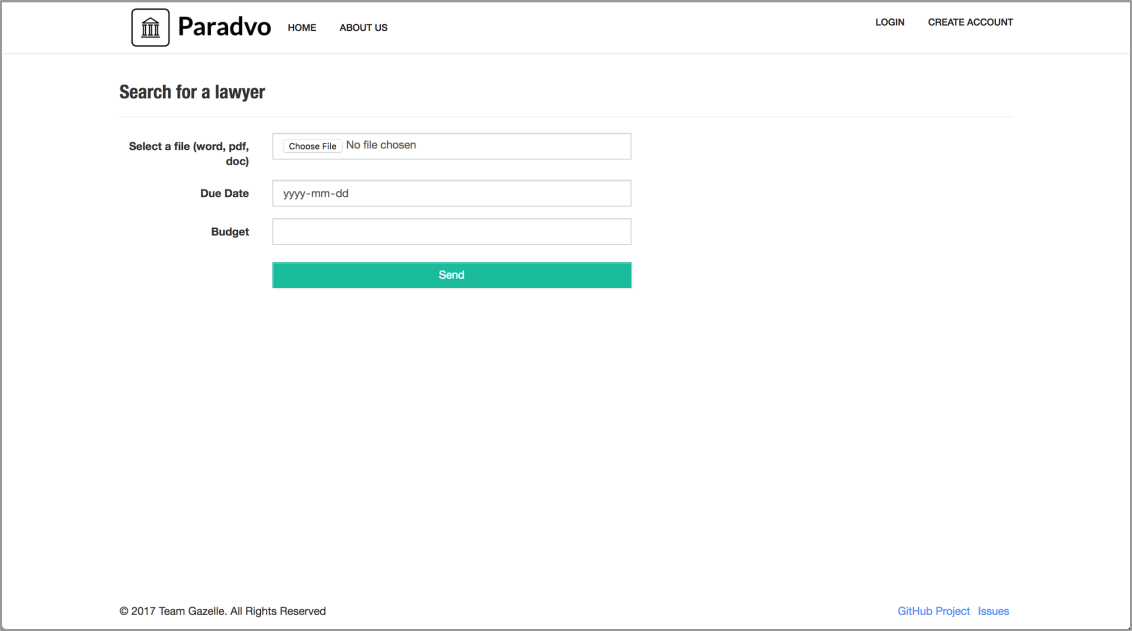 Paradvo HOME ABOUT US LOGIN CREATE ACCOUNT
Search for a lawyer
Select a file (word, pdf,
doc)
Choose File No file chosen
Due Date yyyy-mm-dd
Budget
Send
© 2017 Team Gazelle. All Rights Reserved GitHub Project Issues